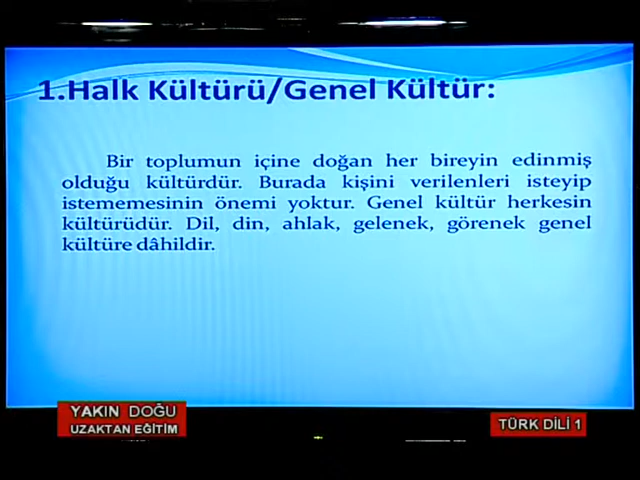 1.Halk Kültürü/Genel Kültür:
Bir toplumun içine doğan her bireyin edinmiş
olduğu kültürdür. Burada kişini verilenleri isteyip
istememesinin önemi yoktur. Genel kültür herkesin
kültürüdür. Dil, din, ahlak, gelenek, görenek genel
kültüre dâhildir.
YAKIN DOĞU
UZAKTAN EĞİTİM
TÜRK DİLİ 1